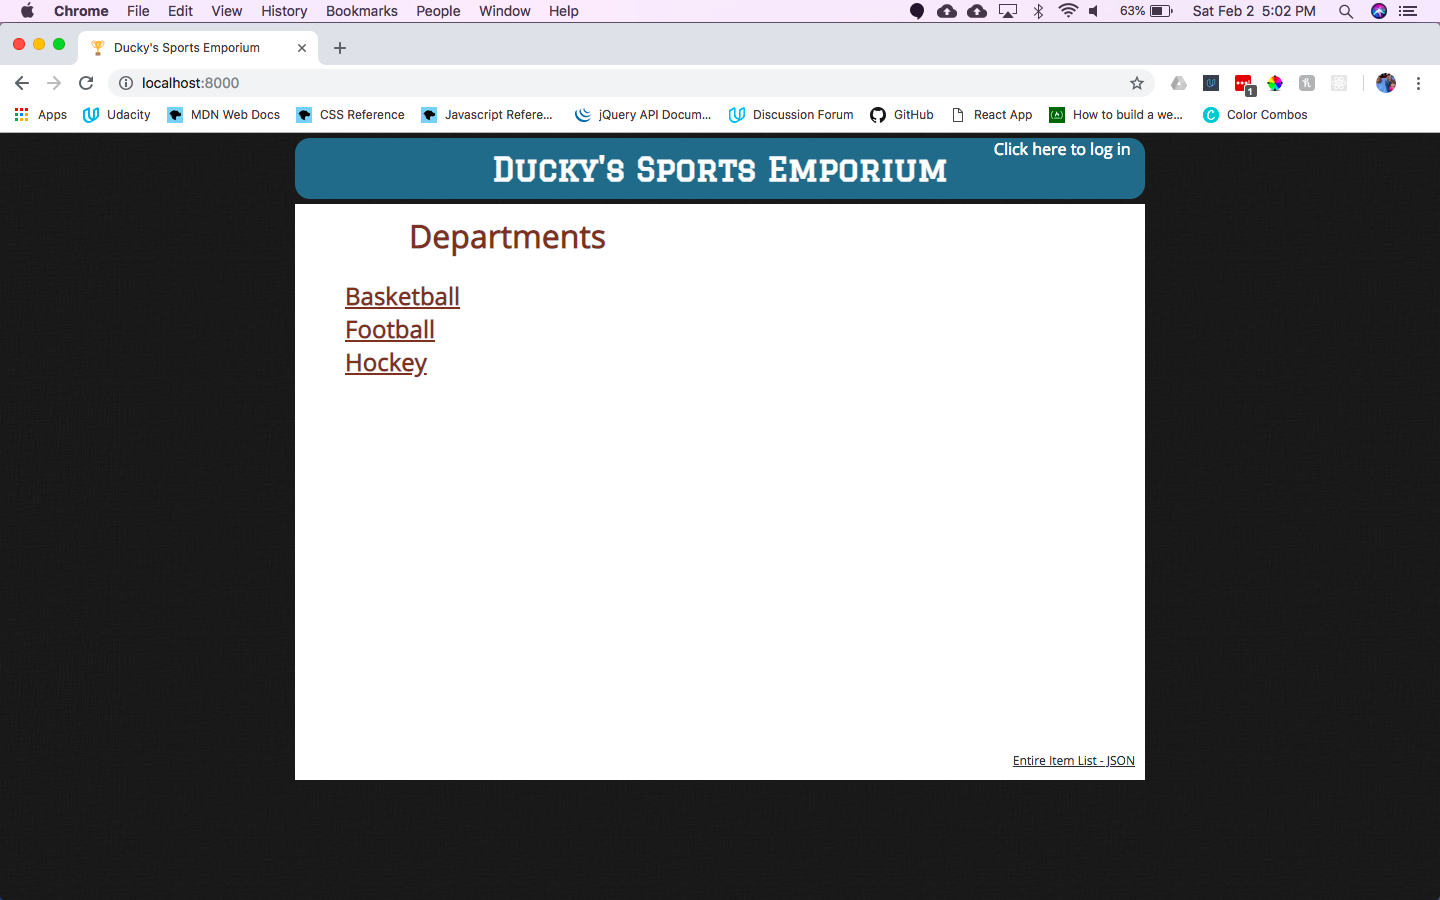 Chrome File Edit View History Bookmarks People Window Help 63% Sat Feb 2 5:02 PM
Ducky's Sports Emporium
localhost:8000
1
Apps Udacity MDN Web Docs CSS Reference Javascript Refere... jQuery API Docum... Discussion Forum GitHub React App How to build a we... Color Combos
Click here to log in
Ducky's Sports Emporium
Departments
Basketball
Football
Hockey
Entire Item List - JSON